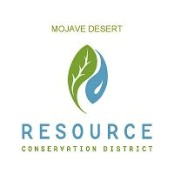 MOJAVE DESERT
RESOURCE
CONSERVATION DISTRICT